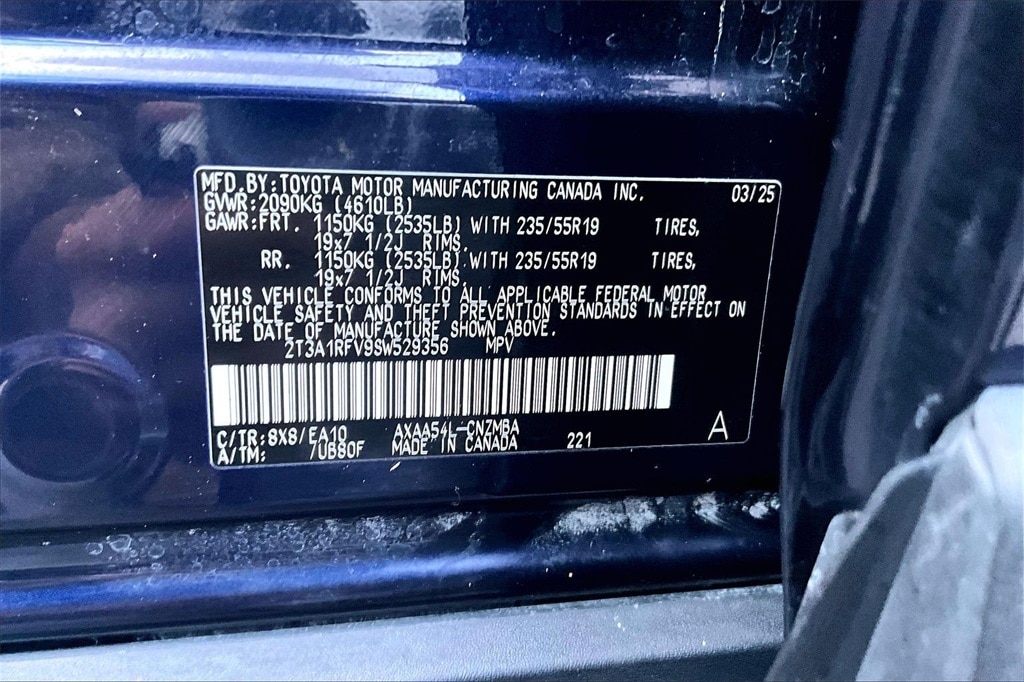 MFD.BY:TOYOTA MOTOR MANUFACTURING CANADA INC. 03/25
GVWR:2090KG (4610LB)
GAWR:FRT. 1150KG (2535LB) WITH 235/55R19 TIRES,
19x7 1/2J RIMS.
RR. 1150KG (2535LB) WITH 235/55R19 TIRES,
19x7 1/2J RIMS.
THIS VEHICLE CONFORMS TO ALL APPLICABLE FEDERAL MOTOR
VEHICLE SAFETY AND THEFT PREVENTION STANDARDS IN EFFECT ON
THE DATE OF MANUFACTURE SHOWN ABOVE.
2T3A1RFV9SW529356 MPV
C/TR:8X8/EA10 AXAA54L-CNZMBA
A/TM: /UB80F MADE IN CANADA 221 A